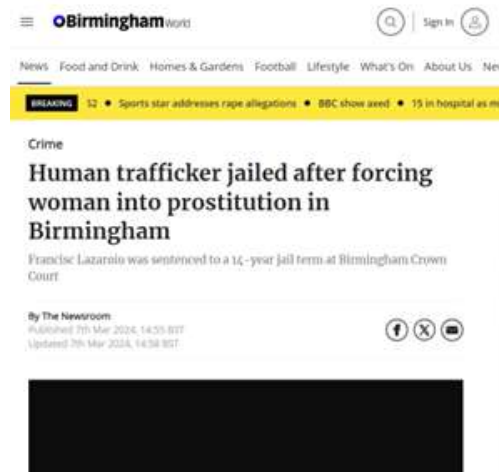 Birmingham World
Sign In
News Food and Drink Homes & Gardens Football Lifestyle What's On About Us
BREAKING 52 • Sports star addresses rape allegations • BBC show axed • 15 in hospital as
Crime
Human trafficker jailed after forcing
woman into prostitution in
Birmingham
Francisc Lazaroiu was sentenced to a 14-year jail term at Birmingham Crown
Court
By The Newsroom
Published 7th Mar 2024, 14:55 BST
Updated 7th Mar 2024, 14:58 BST